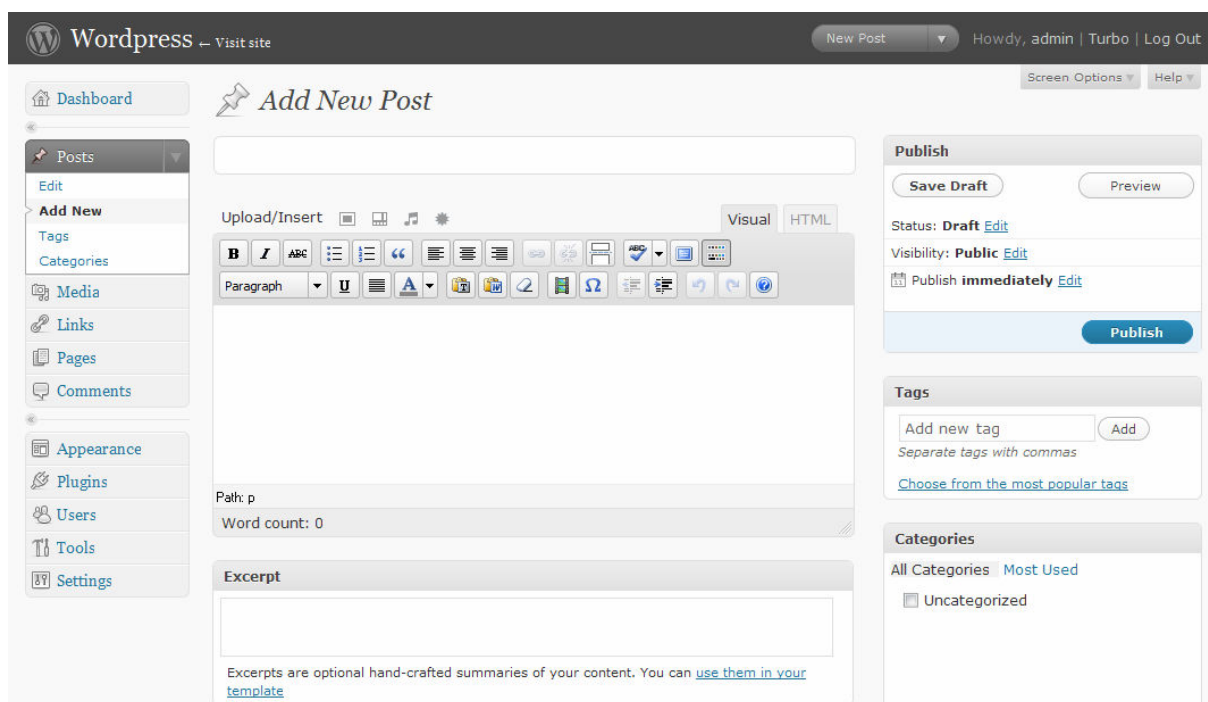 Wordpress ← Visit site
New Post
Howdy, admin | Turbo | Log Out
Screen Options
Help
Dashboard
Posts
Edit
Add New
Tags
Categories
Media
Links
Pages
Comments
Appearance
Plugins
Users
Tools
Settings
Add New Post
Upload/Insert
Visual
HTML
B I ABC
ABC
Paragraph
U
A
Ω
Path: p
Word count: 0
Excerpt
Excerpts are optional hand-crafted summaries of your content. You can use them in your
template
Publish
Save Draft
Preview
Status: Draft Edit
Visibility: Public Edit
Publish immediately Edit
Publish
Tags
Add new tag
Add
Separate tags with commas
Choose from the most popular tags
Categories
All Categories Most Used
Uncategorized